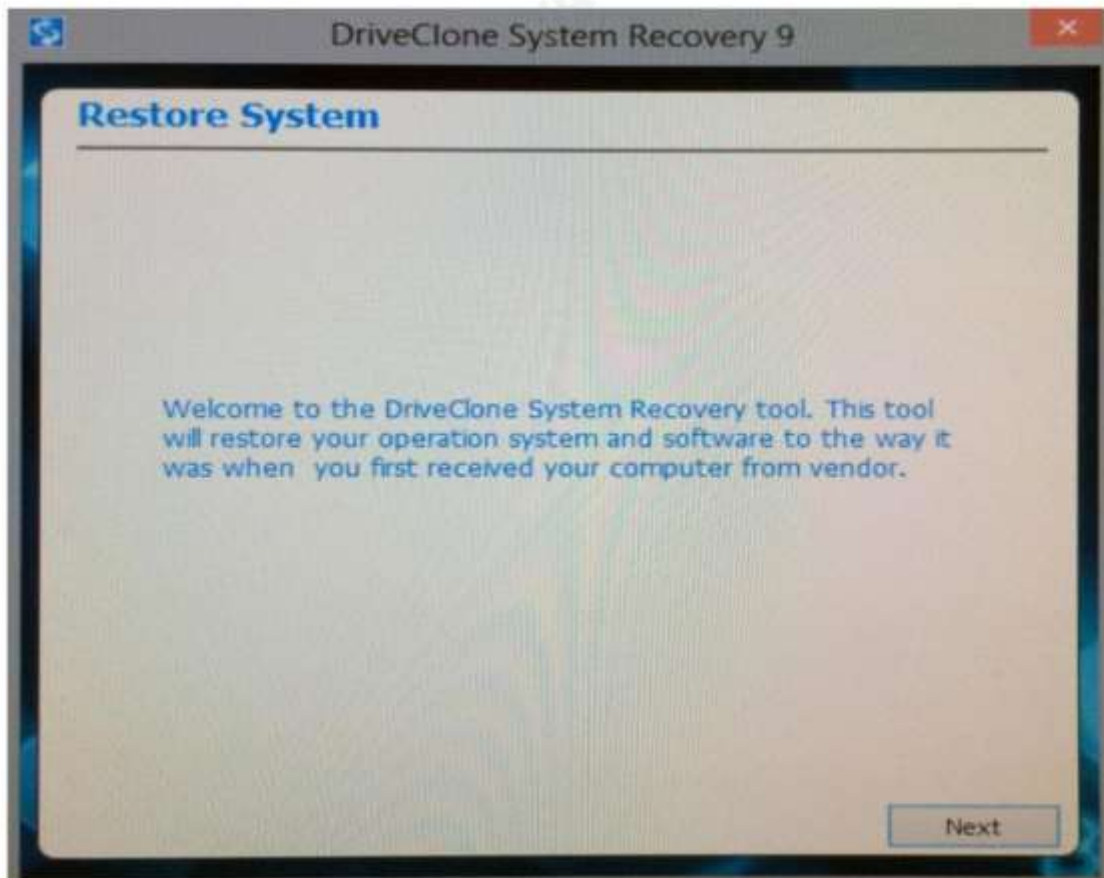 DriveClone System Recovery 9
Restore System
Welcome to the DriveClone System Recovery tool. This tool
will restore your operation system and software to the way it
was when  you first received your computer from vendor.
Next